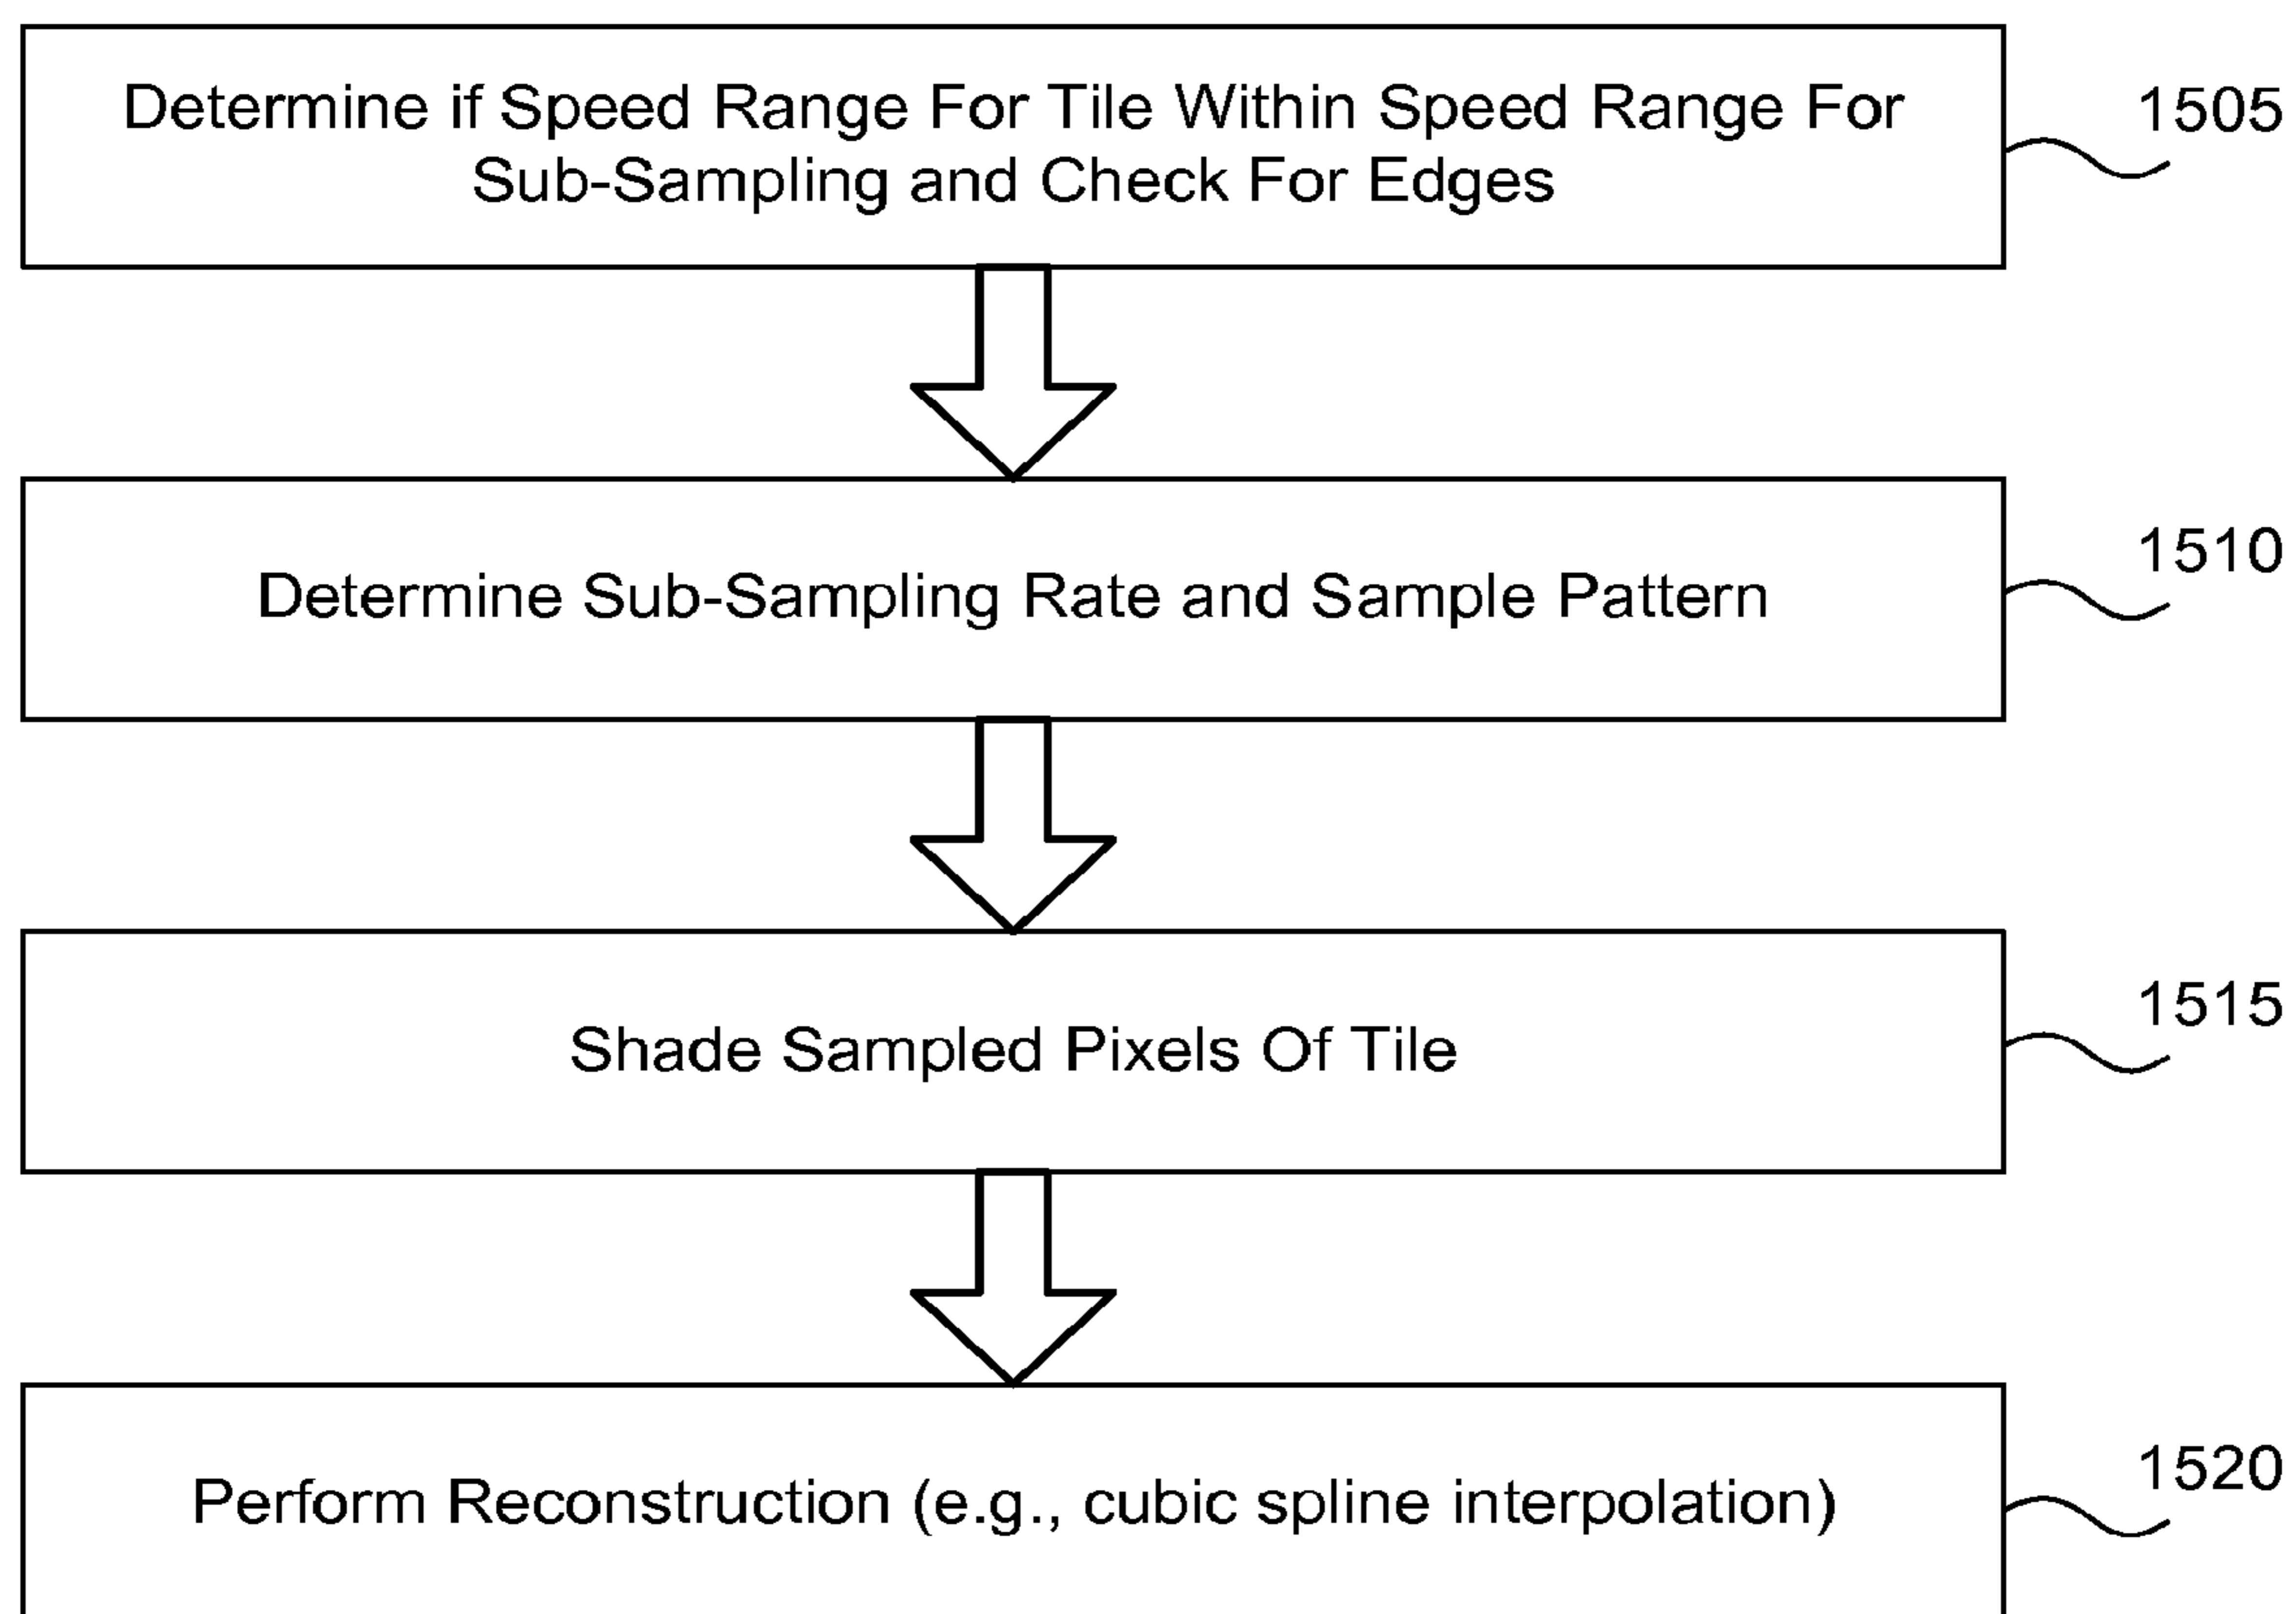 Determine if Speed Range For Tile Within Speed Range For
Sub-Sampling and Check For Edges
1505
Determine Sub-Sampling Rate and Sample Pattern
1510
Shade Sampled Pixels Of Tile
1515
Perform Reconstruction (e.g., cubic spline interpolation)
1520